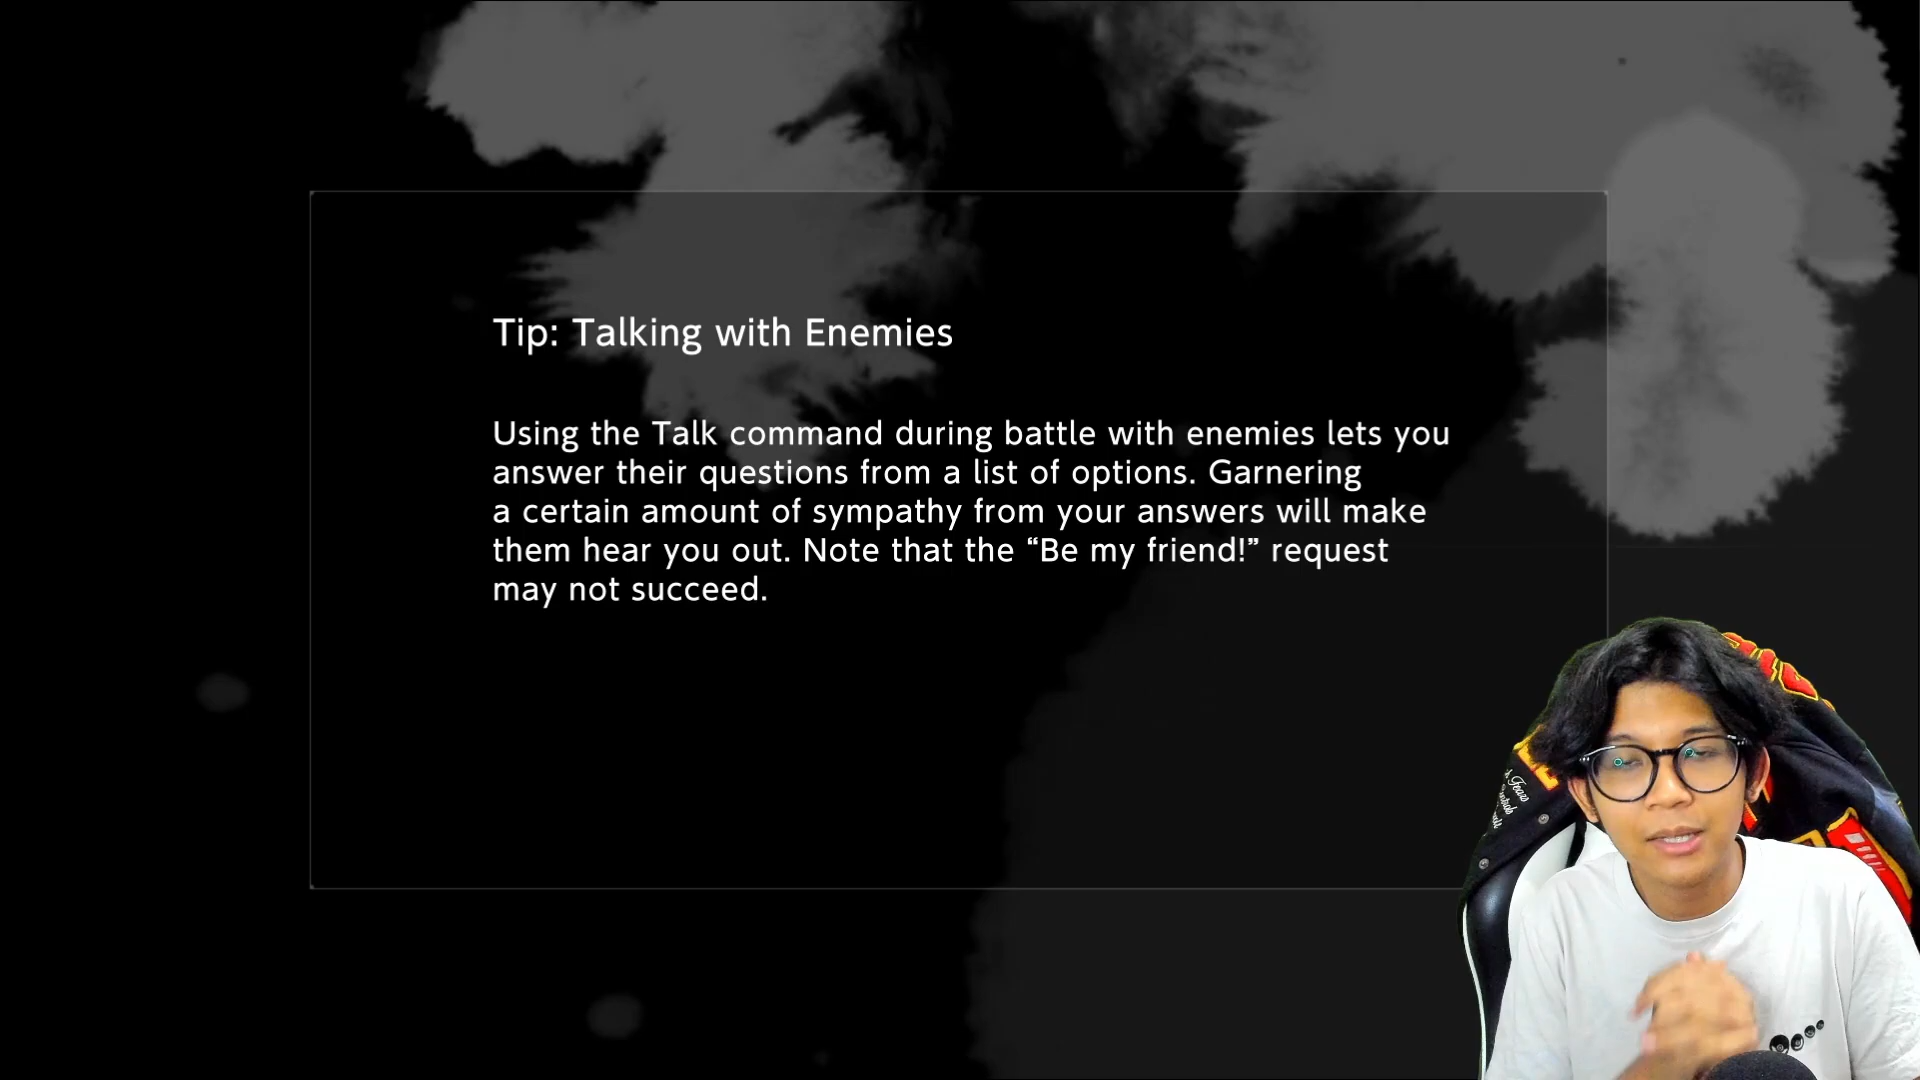 Tip: Talking with Enemies
Using the Talk command during battle with enemies lets you
answer their questions from a list of options. Garnering
a certain amount of sympathy from your answers will make
them hear you out. Note that the “Be my friend!” request
may not succeed.